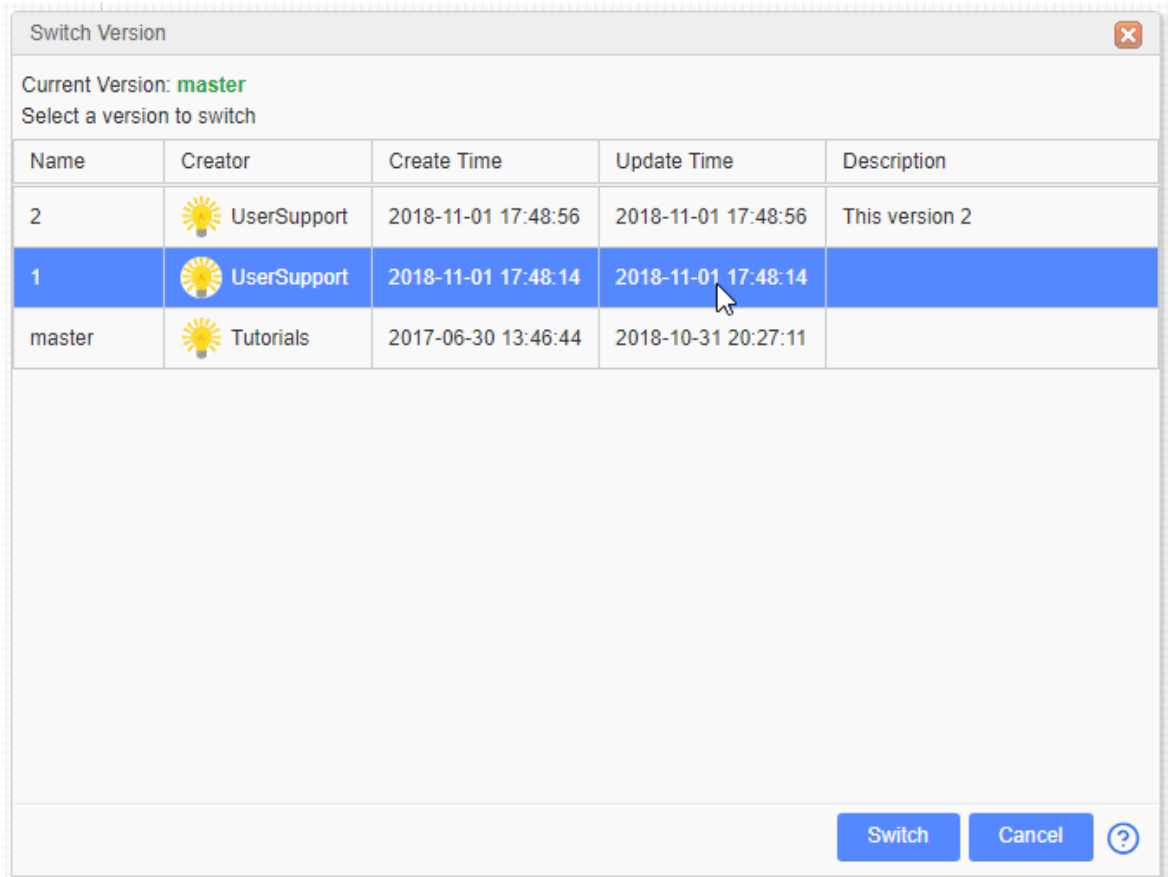 Switch Version
Current Version: master
Select a version to switch
Name Creator Create Time Update Time Description
2 UserSupport 2018-11-01 17:48:56 2018-11-01 17:48:56 This version 2
1 UserSupport 2018-11-01 17:48:14 2018-11-01 17:48:14
master Tutorials 2017-06-30 13:46:44 2018-10-31 20:27:11
Switch Cancel ?